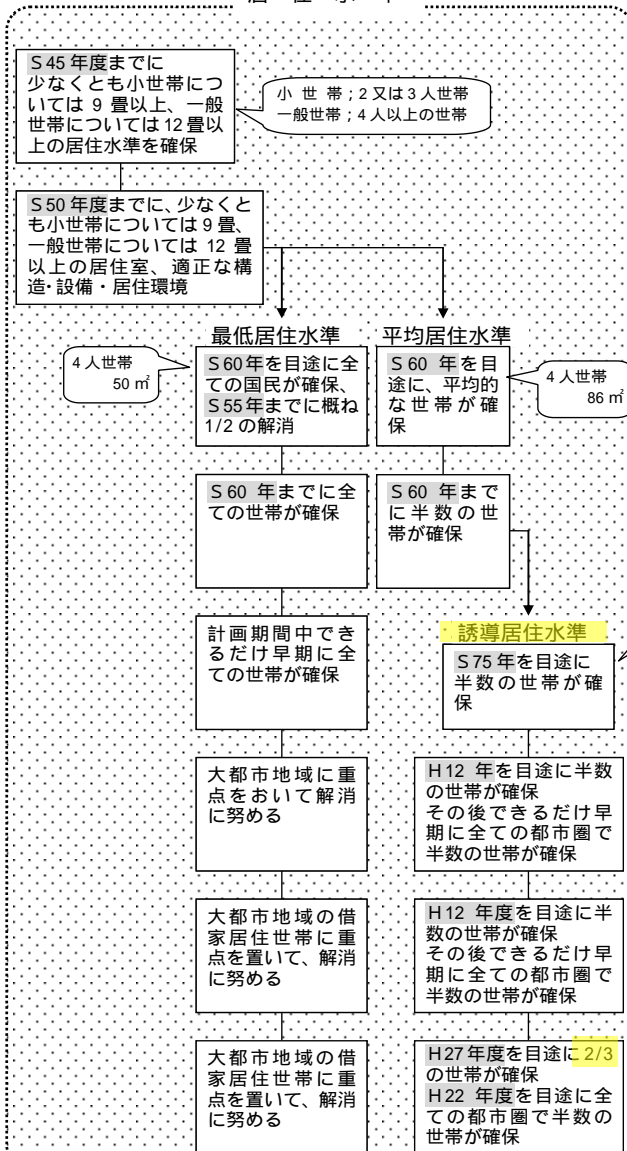 S45年度までに
少なくとも小世帯につ
いては9畳以上、一般
世帯については12畳以
上の居住水準を確保
小世帯；2又は3人世帯
一般世帯；4人以上の世帯
S50年度までに、少なくと
も小世帯については9畳、
一般世帯については12畳
以上の居住室、適正な構
造・設備・居住環境
最低居住水準
平均居住水準
4人世帯
50㎡
S60年を目途に全
ての国民が確保、
S55年までに概ね
1/2の解消
S60年を目
途に、平均的
な世帯が確
保
4人世帯
86㎡
S60年までに全
ての世帯が確保
S60年まで
に半数の世
帯が確保
計画期間中でき
るだけ早期に全
ての世帯が確保
誘導居住水準
S75年を目途に
半数の世帯が確
保
大都市地域に重
点をおいて解消
に努める
H12年を目途に半数
の世帯が確保
その後できるだけ早
期に全ての都市圏で
半数の世帯が確保
大都市地域の借
家居住世帯に重
点を置いて、解消
に努める
H12年度を目途に半
数の世帯が確保
その後できるだけ早
期に全ての都市圏で
半数の世帯が確保
大都市地域の借
家居住世帯に重
点を置いて、解消
に努める
H27年度を目途に2/3
の世帯が確保
H22年度を目途に全
ての都市圏で半数の
世帯が確保